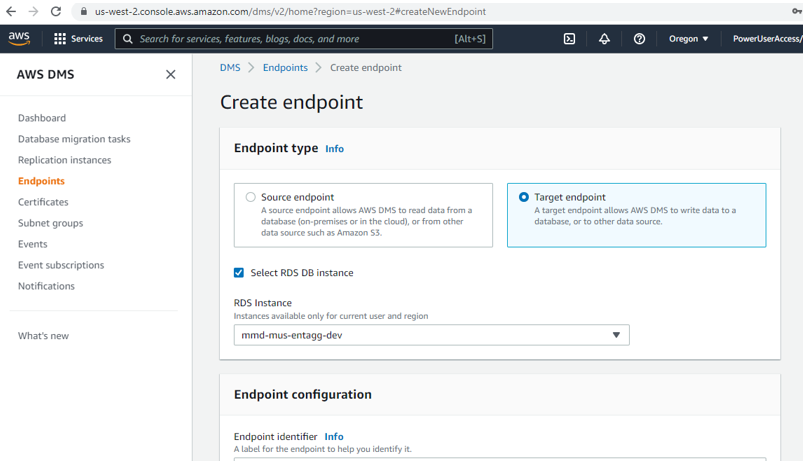 us-west-2.console.aws.amazon.com/dms/v2/home?region=us-west-2#createNewEndpoint
aws
Services
Search for services, features, blogs, docs, and more
[Alt+S]
Oregon
PowerUserAccess/
AWS DMS
Dashboard
Database migration tasks
Replication instances
Endpoints
Certificates
Subnet groups
Events
Event subscriptions
Notifications
What's new
DMS
Endpoints
Create endpoint
Create endpoint
Endpoint type Info
Source endpoint
A source endpoint allows AWS DMS to read data from a
database (on-premises or in the cloud), or from other
data source such as Amazon S3.
Target endpoint
A target endpoint allows AWS DMS to write data to a
database, or to other data source.
Select RDS DB instance
RDS Instance
Instances available only for current user and region
mmd-mus-entagg-dev
Endpoint configuration
Endpoint identifier Info
A label for the endpoint to help you identify it.